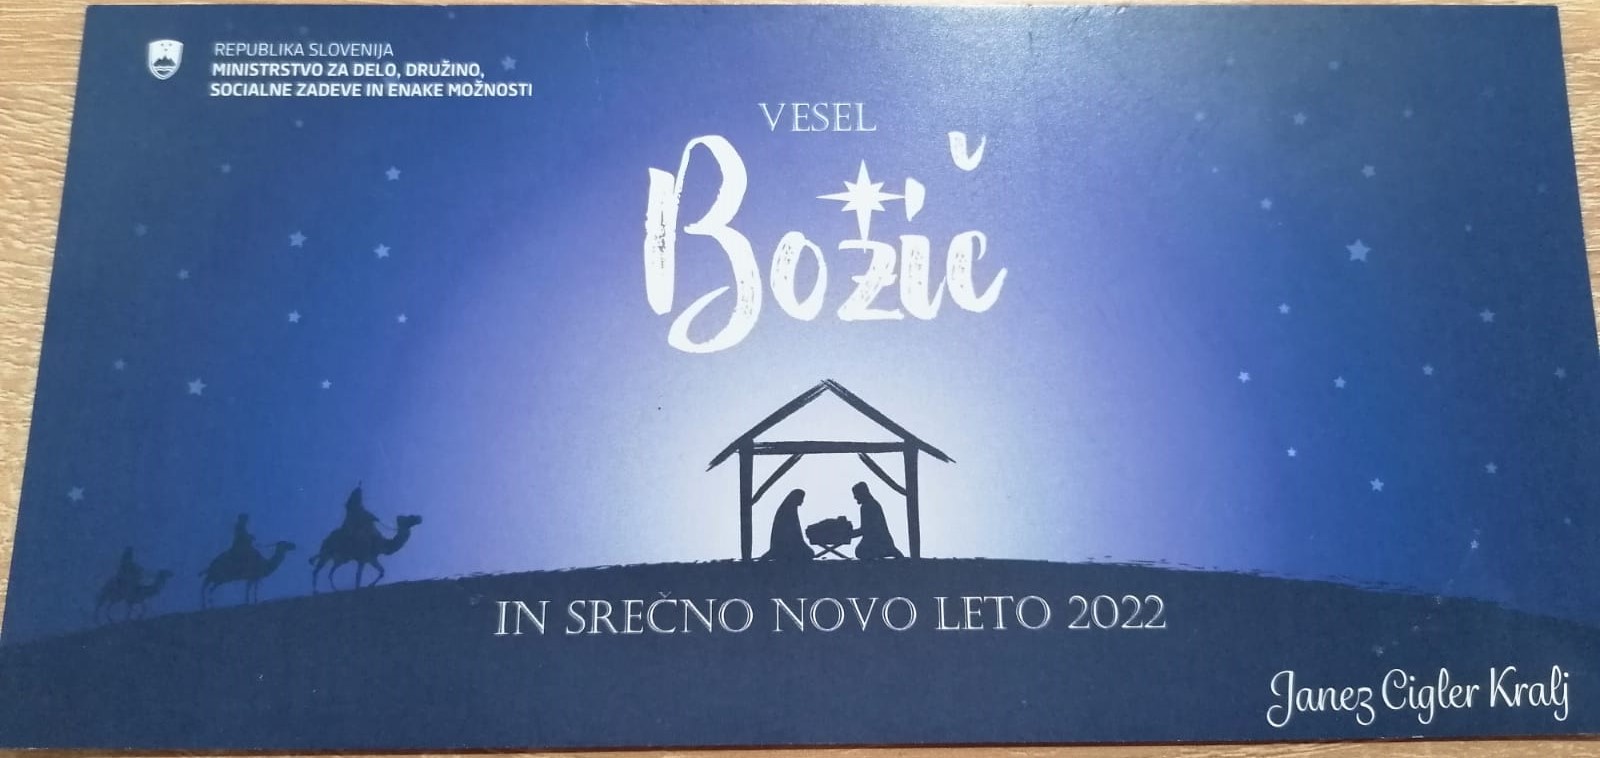 REPUBLIKA SLOVENIJA
MINISTRSTVO ZA DELO, DRUŽINO,
SOCIALNE ZADEVE IN ENAKE MOŽNOSTI
VESEL
Božič
IN SREČNO NOVO LETO 2022
Janez Cigler Kralj